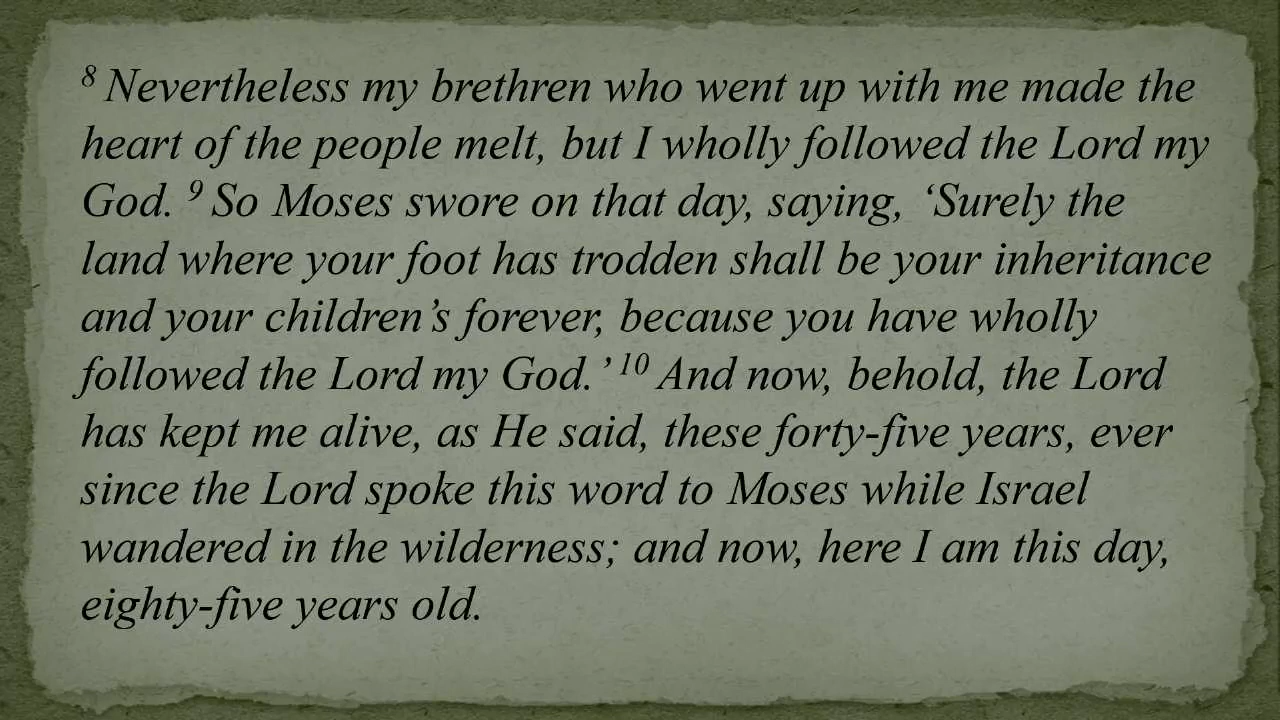 8 Nevertheless my brethren who went up with me made the
heart of the people melt, but I wholly followed the Lord my
God. 9 So Moses swore on that day, saying, ‘Surely the
land where your foot has trodden shall be your inheritance
and your children’s forever, because you have wholly
followed the Lord my God.’ 10 And now, behold, the Lord
has kept me alive, as He said, these forty-five years, ever
since the Lord spoke this word to Moses while Israel
wandered in the wilderness; and now, here I am this day,
eighty-five years old.